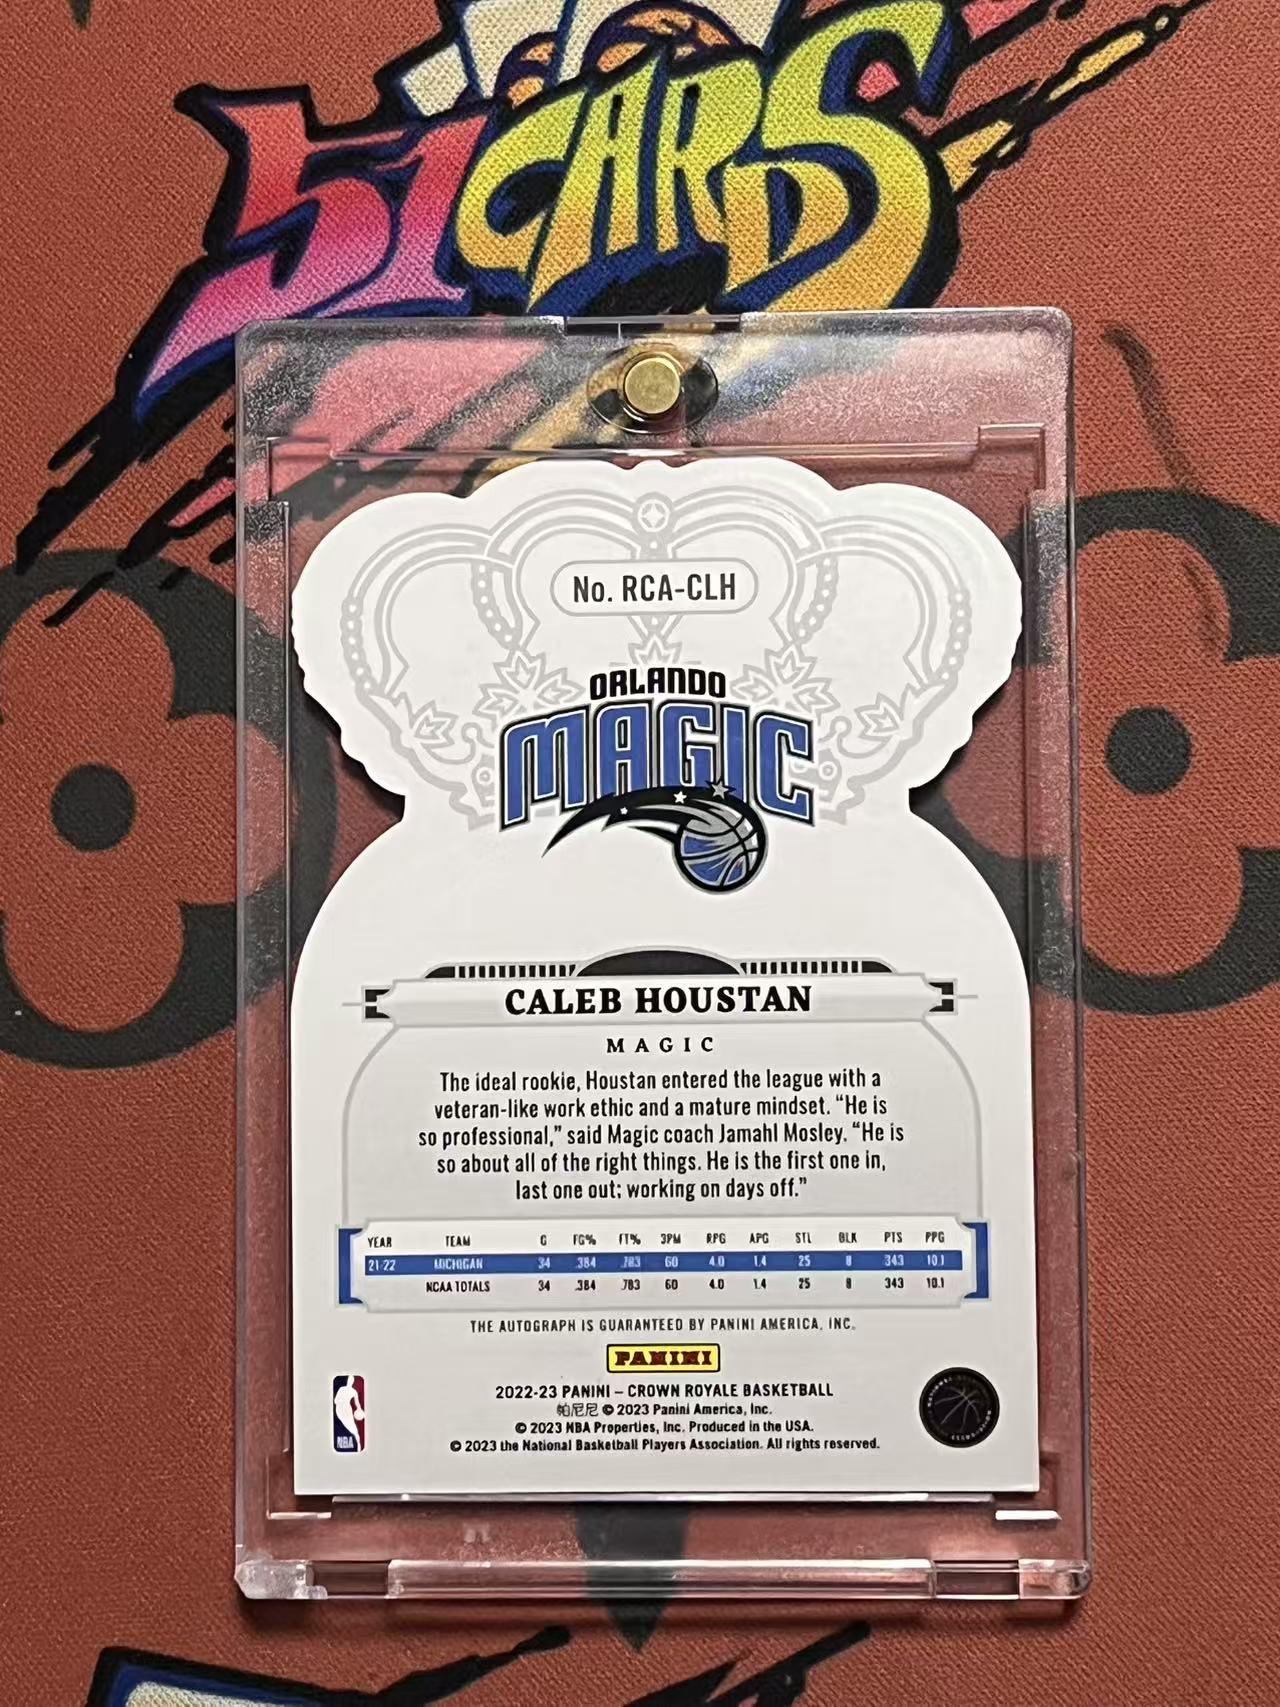 51CARDS
No. RCA-CLH
ORLANDO
MAGIC
CALEB HOUSTAN
MAGIC
The ideal rookie, Houstan entered the league with a
veteran-like work ethic and a mature mindset. “He is
so professional,” said Magic coach Jamahl Mosley. “He is
so about all of the right things. He is the first one in,
last one out; working on days off.”
YEAR TEAM G FG% FT% 3PM RPG APG STL BLK PTS PPG
21-22 MICHIGAN 34 .384 .783 60 4.0 1.4 25 8 343 10.1
NCAA TOTALS 34 .384 .783 60 4.0 1.4 25 8 343 10.1
THE AUTOGRAPH IS GUARANTEED BY PANINI AMERICA, INC.
PANINI
2022-23 PANINI – CROWN ROYALE BASKETBALL
帕尼尼 © 2023 Panini America, Inc.
© 2023 NBA Properties, Inc. Produced in the USA.
© 2023 the National Basketball Players Association. All rights reserved.
NBA